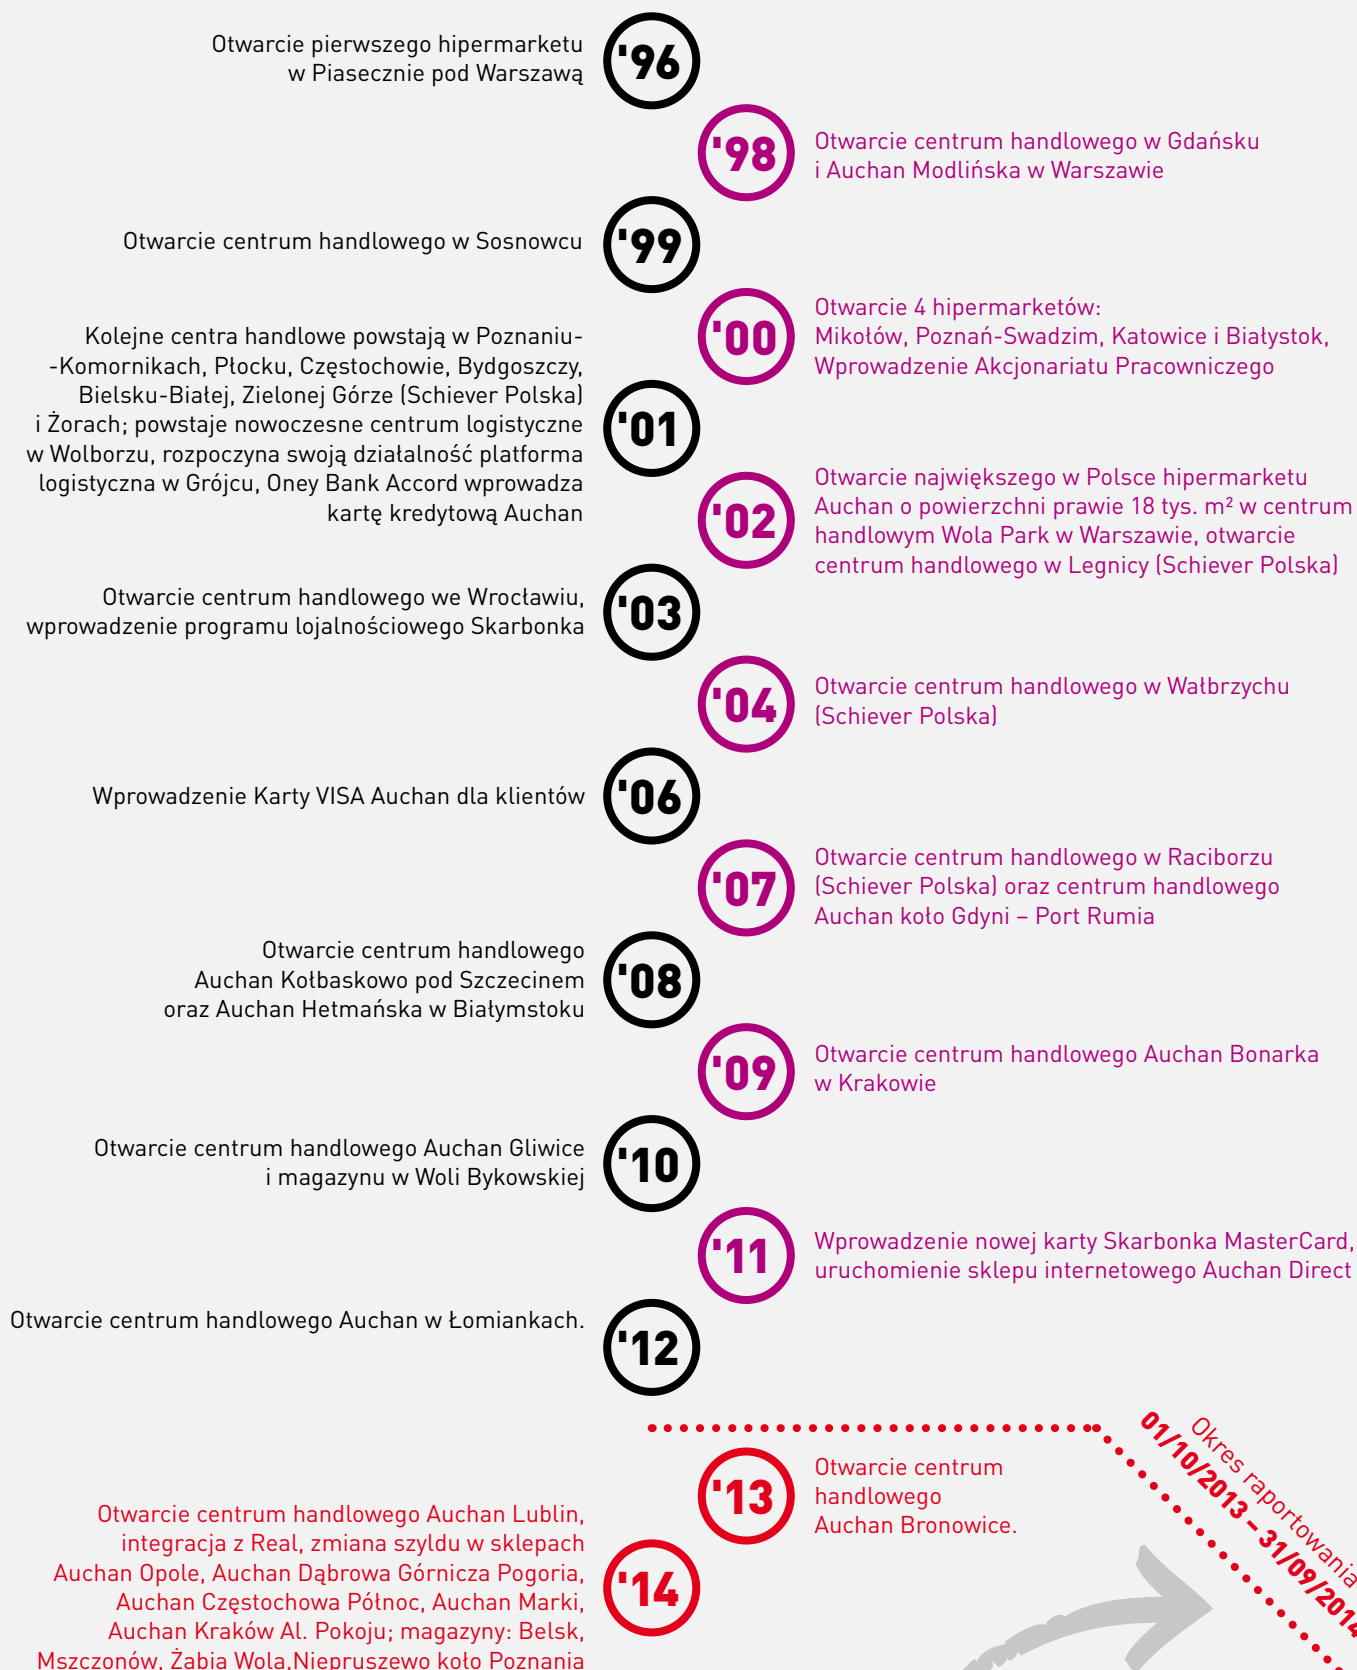 Otwarcie pierwszego hipermarketu
w Piasecznie pod Warszawą
'96
'98
Otwarcie centrum handlowego w Gdańsku
i Auchan Modlińska w Warszawie
Otwarcie centrum handlowego w Sosnowcu
'99
'00
Otwarcie 4 hipermarketów:
Mikołów, Poznań-Swadzim, Katowice i Białystok,
Wprowadzenie Akcjonariatu Pracowniczego
Kolejne centra handlowe powstają w Poznaniu-
-Komornikach, Płocku, Częstochowie, Bydgoszczy,
Bielsku-Białej, Zielonej Górze (Schiever Polska)
i Żorach; powstaje nowoczesne centrum logistyczne
w Wolborzu, rozpoczyna swoją działalność platforma
logistyczna w Grójcu, Oney Bank Accord wprowadza
kartę kredytową Auchan
'01
'02
Otwarcie największego w Polsce hipermarketu
Auchan o powierzchni prawie 18 tys. m² w centrum
handlowym Wola Park w Warszawie, otwarcie
centrum handlowego w Legnicy (Schiever Polska)
Otwarcie centrum handlowego we Wrocławiu,
wprowadzenie programu lojalnościowego Skarbonka
'03
'04
Otwarcie centrum handlowego w Wałbrzychu
(Schiever Polska)
Wprowadzenie Karty VISA Auchan dla klientów
'06
'07
Otwarcie centrum handlowego w Raciborzu
(Schiever Polska) oraz centrum handlowego
Auchan koło Gdyni – Port Rumia
Otwarcie centrum handlowego
Auchan Kołbaskowo pod Szczecinem
oraz Auchan Hetmańska w Białymstoku
'08
'09
Otwarcie centrum handlowego Auchan Bonarka
w Krakowie
Otwarcie centrum handlowego Auchan Gliwice
i magazynu w Woli Bykowskiej
'10
'11
Wprowadzenie nowej karty Skarbonka MasterCard,
uruchomienie sklepu internetowego Auchan Direct
Otwarcie centrum handlowego Auchan w Łomiankach.
'12
Okres raportowania
01/10/2013 – 31/09/2014
'13
Otwarcie centrum
handlowego
Auchan Bronowice.
Otwarcie centrum handlowego Auchan Lublin,
integracja z Real, zmiana szyldu w sklepach
Auchan Opole, Auchan Dąbrowa Górnicza Pogoria,
Auchan Częstochowa Północ, Auchan Marki,
Auchan Kraków Al. Pokoju; magazyny: Belsk,
Mszczonów, Żabia Wola,Niepruszewo koło Poznania
'14